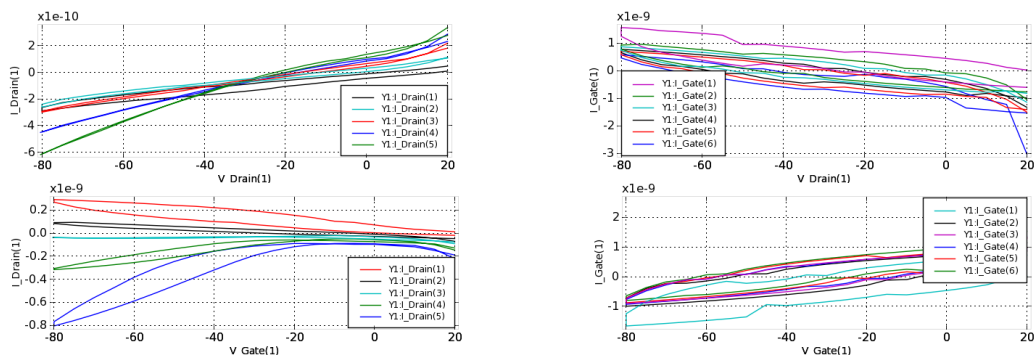 x1e-10
2
0
-2
-4
-6
I_Drain(1)
-80
-60
-40
-20
0
20
V_Drain(1)
Y1:I_Drain(1)
Y1:I_Drain(2)
Y1:I_Drain(3)
Y1:I_Drain(4)
Y1:I_Drain(5)
x1e-9
1
0
-1
-2
-3
I_Gate(1)
-80
-60
-40
-20
0
20
V_Drain(1)
Y1:I_Gate(1)
Y1:I_Gate(2)
Y1:I_Gate(3)
Y1:I_Gate(4)
Y1:I_Gate(5)
Y1:I_Gate(6)
x1e-9
0.2
0.0
-0.2
-0.4
-0.6
-0.8
I_Drain(1)
-80
-60
-40
-20
0
20
V_Gate(1)
Y1:I_Drain(1)
Y1:I_Drain(2)
Y1:I_Drain(3)
Y1:I_Drain(4)
Y1:I_Drain(5)
x1e-9
2
1
0
-1
I_Gate(1)
-80
-60
-40
-20
0
20
V_Gate(1)
Y1:I_Gate(1)
Y1:I_Gate(2)
Y1:I_Gate(3)
Y1:I_Gate(4)
Y1:I_Gate(5)
Y1:I_Gate(6)